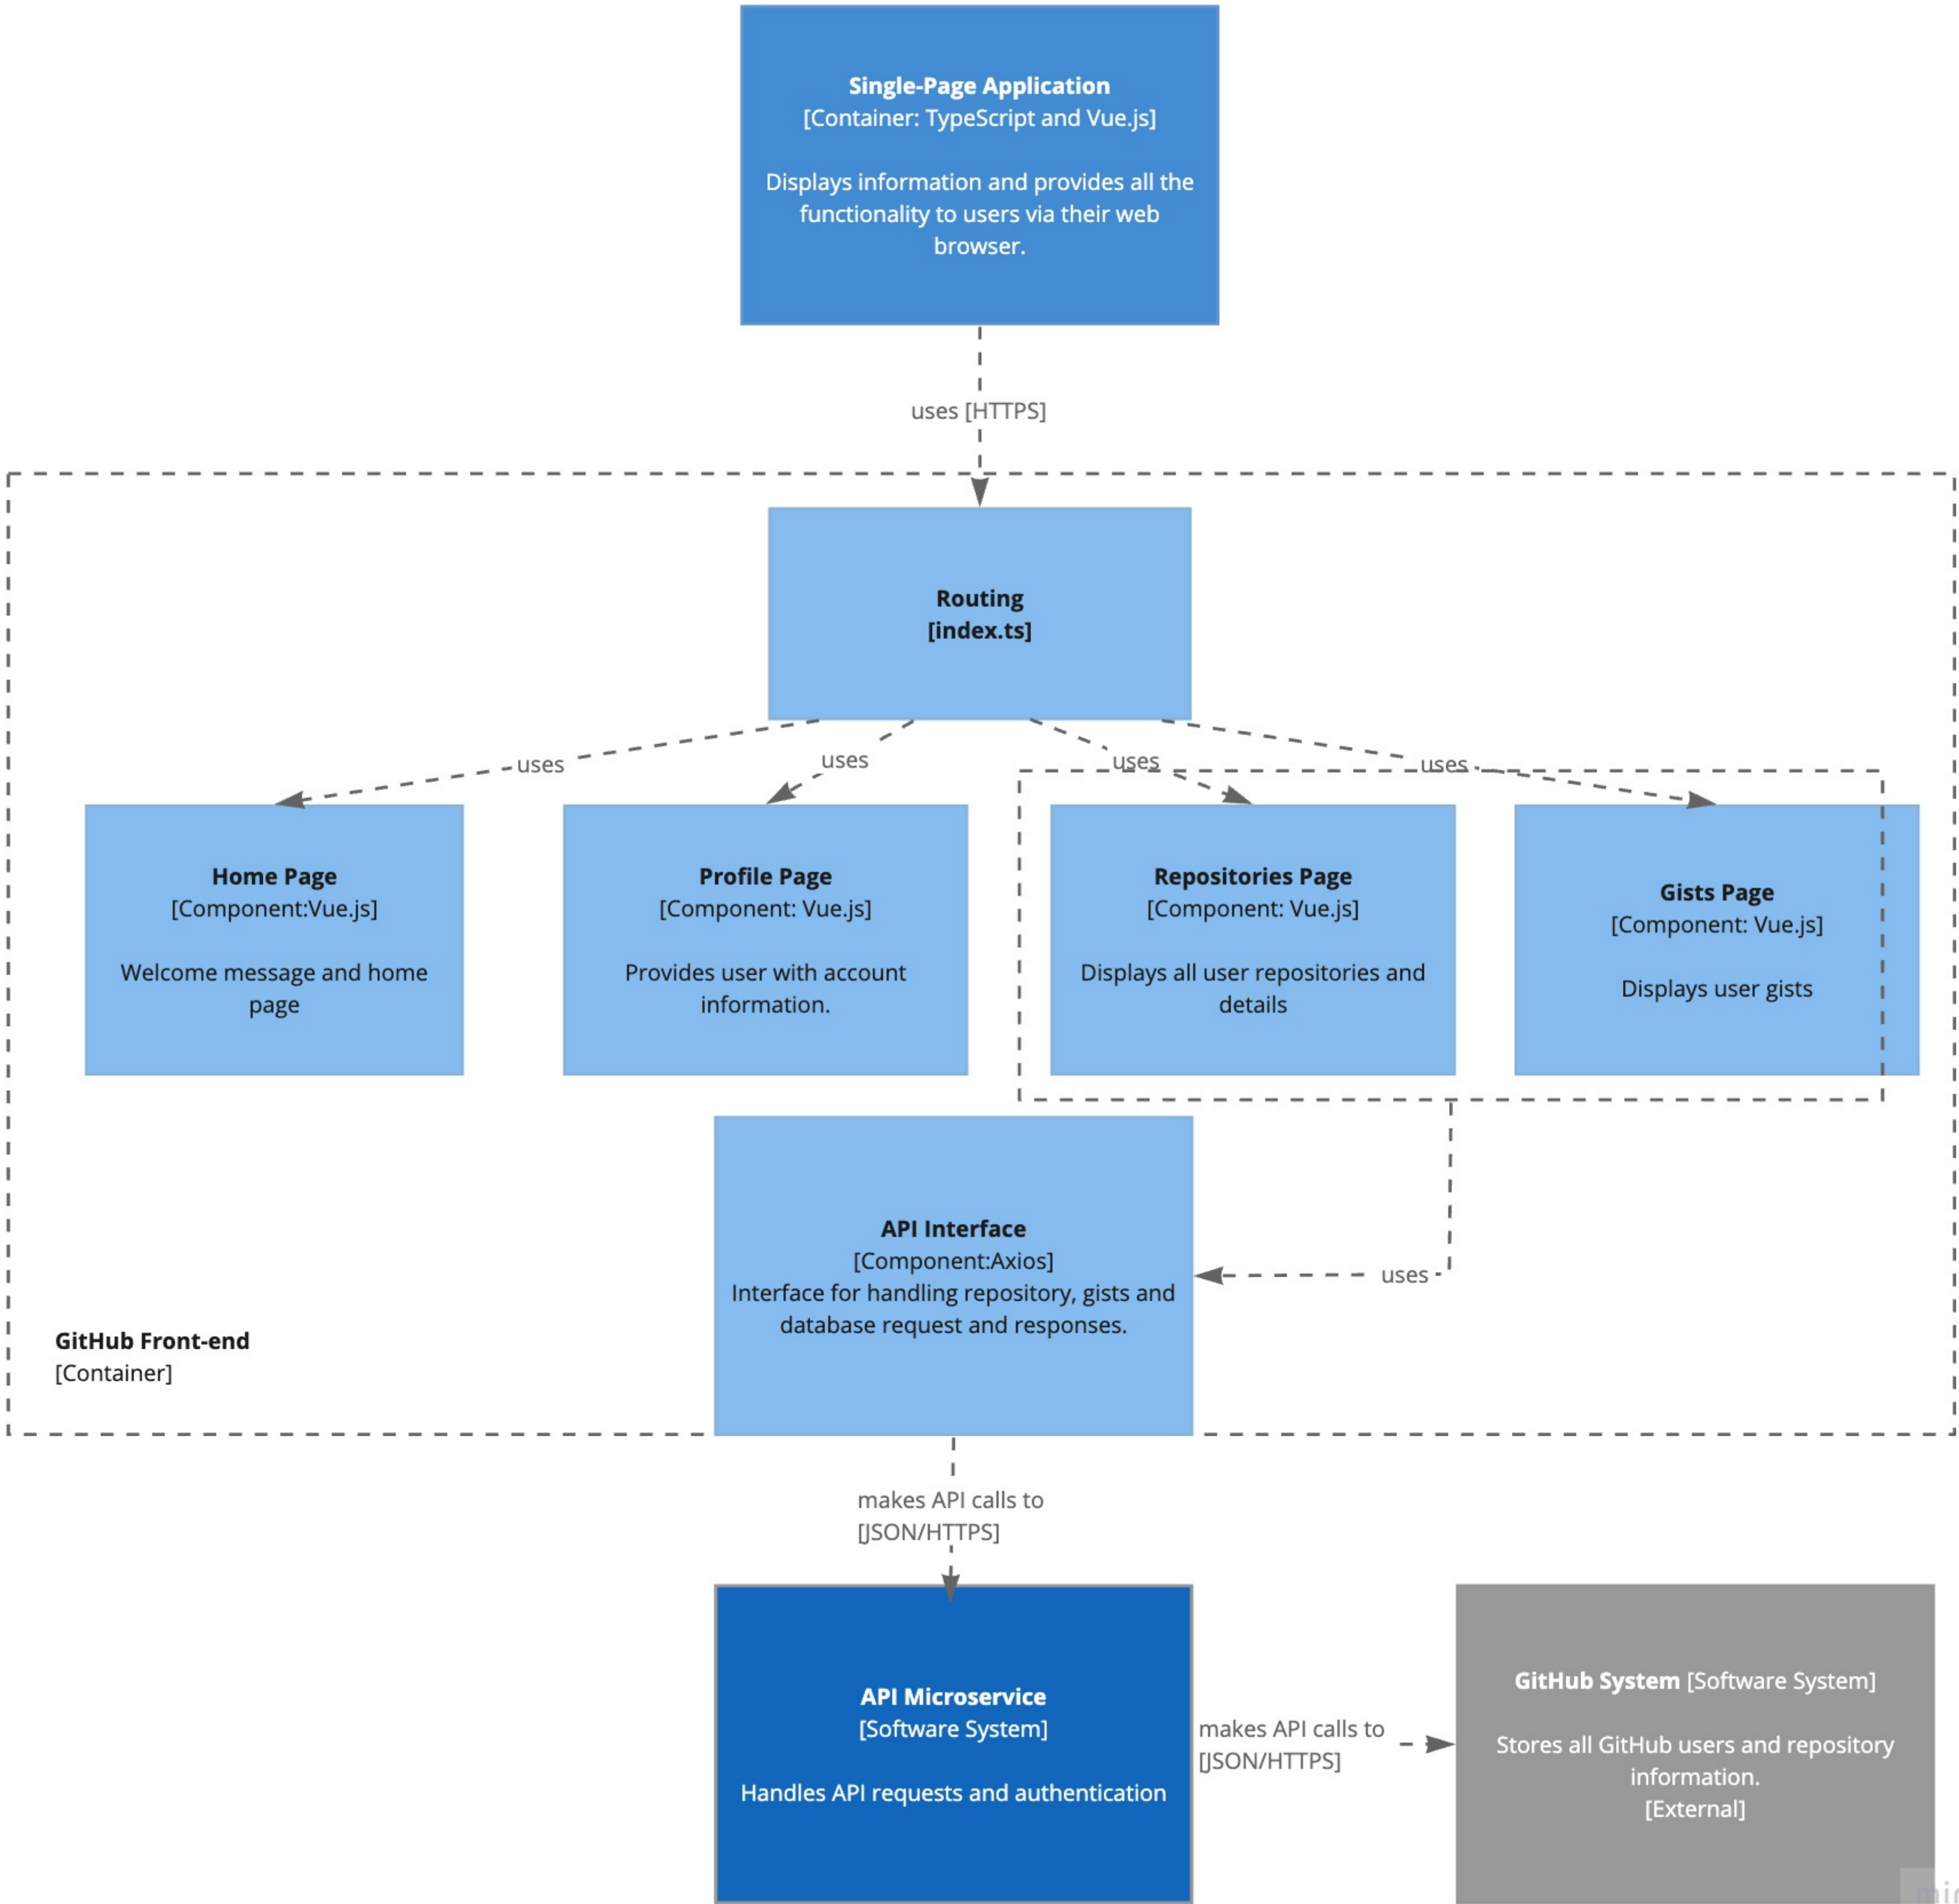 Single-Page Application
[Container: TypeScript and Vue.js]
Displays information and provides all the
functionality to users via their web
browser.
uses [HTTPS]
Routing
[index.ts]
uses
uses
uses
uses
Home Page
[Component:Vue.js]
Welcome message and home
page
Profile Page
[Component: Vue.js]
Provides user with account
information.
Repositories Page
[Component: Vue.js]
Displays all user repositories and
details
Gists Page
[Component: Vue.js]
Displays user gists
API Interface
[Component:Axios]
Interface for handling repository, gists and
database request and responses.
uses
GitHub Front-end
[Container]
makes API calls to
[JSON/HTTPS]
API Microservice
[Software System]
Handles API requests and authentication
makes API calls to
[JSON/HTTPS]
GitHub System [Software System]
Stores all GitHub users and repository
information.
[External]